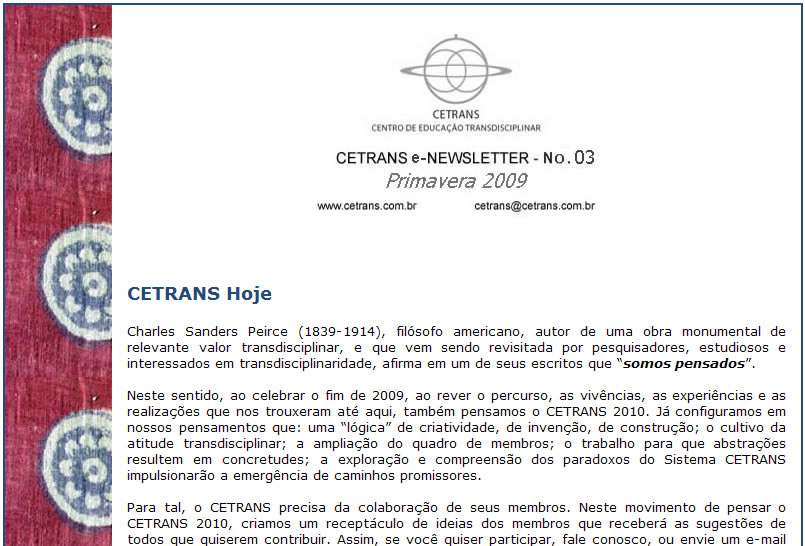 CETRANS
CENTRO DE EDUCAÇÃO TRANSDISCIPLINAR
CETRANS e-NEWSLETTER - No.03
Primavera 2009
www.cetrans.com.br cetrans@cetrans.com.br
CETRANS Hoje
Charles Sanders Peirce (1839-1914), filósofo americano, autor de uma obra monumental de
relevante valor transdisciplinar, e que vem sendo revisitada por pesquisadores, estudiosos e
interessados em transdisciplinaridade, afirma em um de seus escritos que “somos pensados”.
Neste sentido, ao celebrar o fim de 2009, ao rever o percurso, as vivências, as experiências e as
realizações que nos trouxeram até aqui, também pensamos o CETRANS 2010. Já configuramos em
nossos pensamentos que: uma “lógica” de criatividade, de invenção, de construção; o cultivo da
atitude transdisciplinar; a ampliação do quadro de membros; o trabalho para que abstrações
resultem em concretudes; a exploração e compreensão dos paradoxos do Sistema CETRANS
impulsionarão a emergência de caminhos promissores.
Para tal, o CETRANS precisa da colaboração de seus membros. Neste movimento de pensar o
CETRANS 2010, criamos um receptáculo de ideias dos membros que receberá as sugestões de
todos que quiserem contribuir. Assim, se você quiser participar, fale conosco, ou envie um e-mail